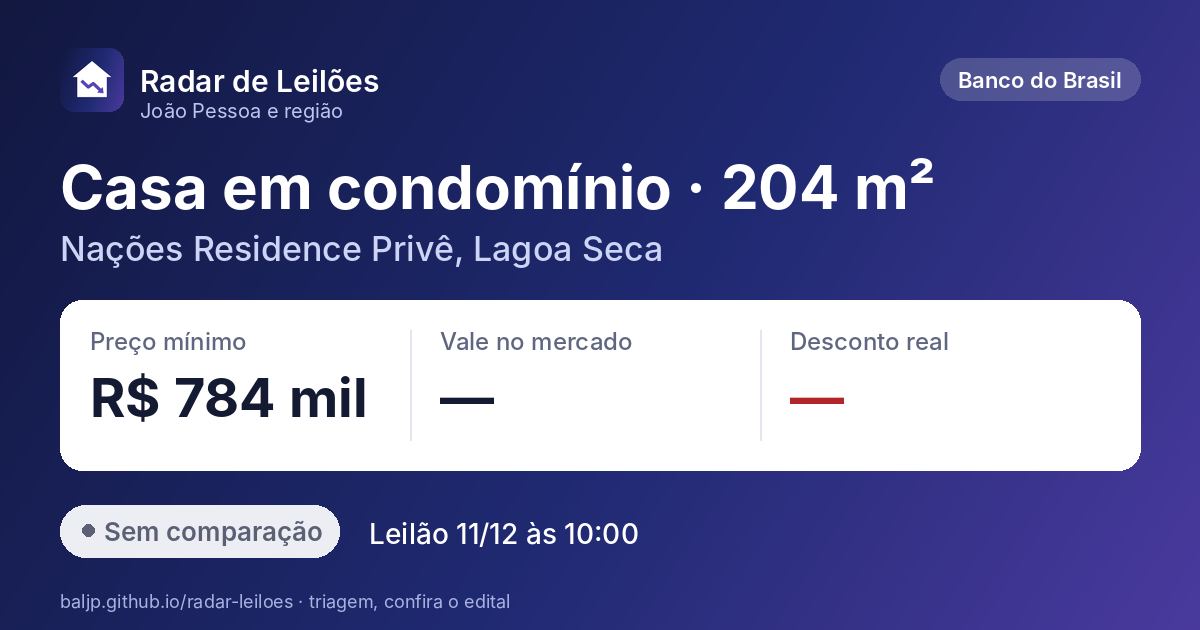 Radar de Leilões
João Pessoa e região
Banco do Brasil
Casa em condomínio · 204 m²
Nações Residence Privê, Lagoa Seca
Preço mínimo
R$ 784 mil
Vale no mercado
—
Desconto real
—
Sem comparação
Leilão 11/12 às 10:00
baljp.github.io/radar-leiloes · triagem, confira o edital